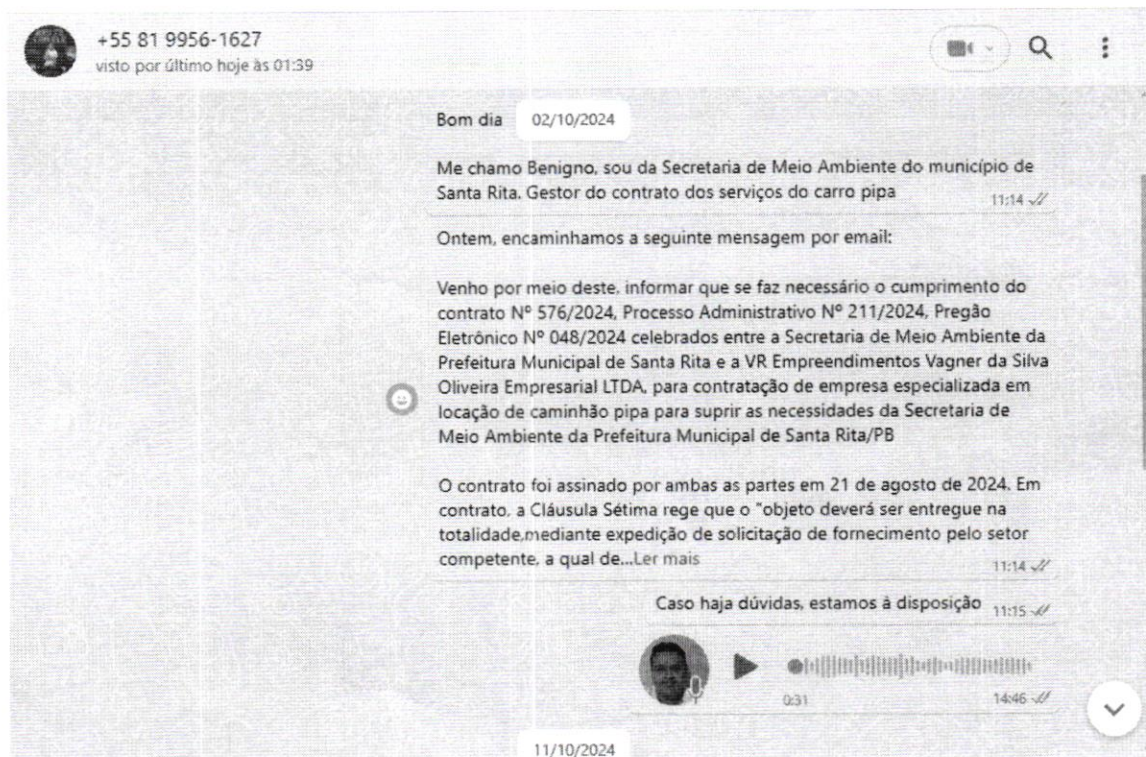 +55 81 9956-1627
visto por último hoje às 01:39
Bom dia
02/10/2024
Me chamo Benigno, sou da Secretaria de Meio Ambiente do município de
Santa Rita. Gestor do contrato dos serviços do carro pipa
11:14
Ontem, encaminhamos a seguinte mensagem por email:
Venho por meio deste, informar que se faz necessário o cumprimento do
contrato Nº 576/2024, Processo Administrativo Nº 211/2024, Pregão
Eletrônico Nº 048/2024 celebrados entre a Secretaria de Meio Ambiente da
Prefeitura Municipal de Santa Rita e a VR Empreendimentos Vagner da Silva
Oliveira Empresarial LTDA, para contratação de empresa especializada em
locação de caminhão pipa para suprir as necessidades da Secretaria de
Meio Ambiente da Prefeitura Municipal de Santa Rita/PB
O contrato foi assinado por ambas as partes em 21 de agosto de 2024. Em
contrato, a Cláusula Sétima rege que o "objeto deverá ser entregue na
totalidade,mediante expedição de solicitação de fornecimento pelo setor
competente, a qual de...Ler mais
11:14
Caso haja dúvidas, estamos à disposição
11:15
0:31
14:46
11/10/2024